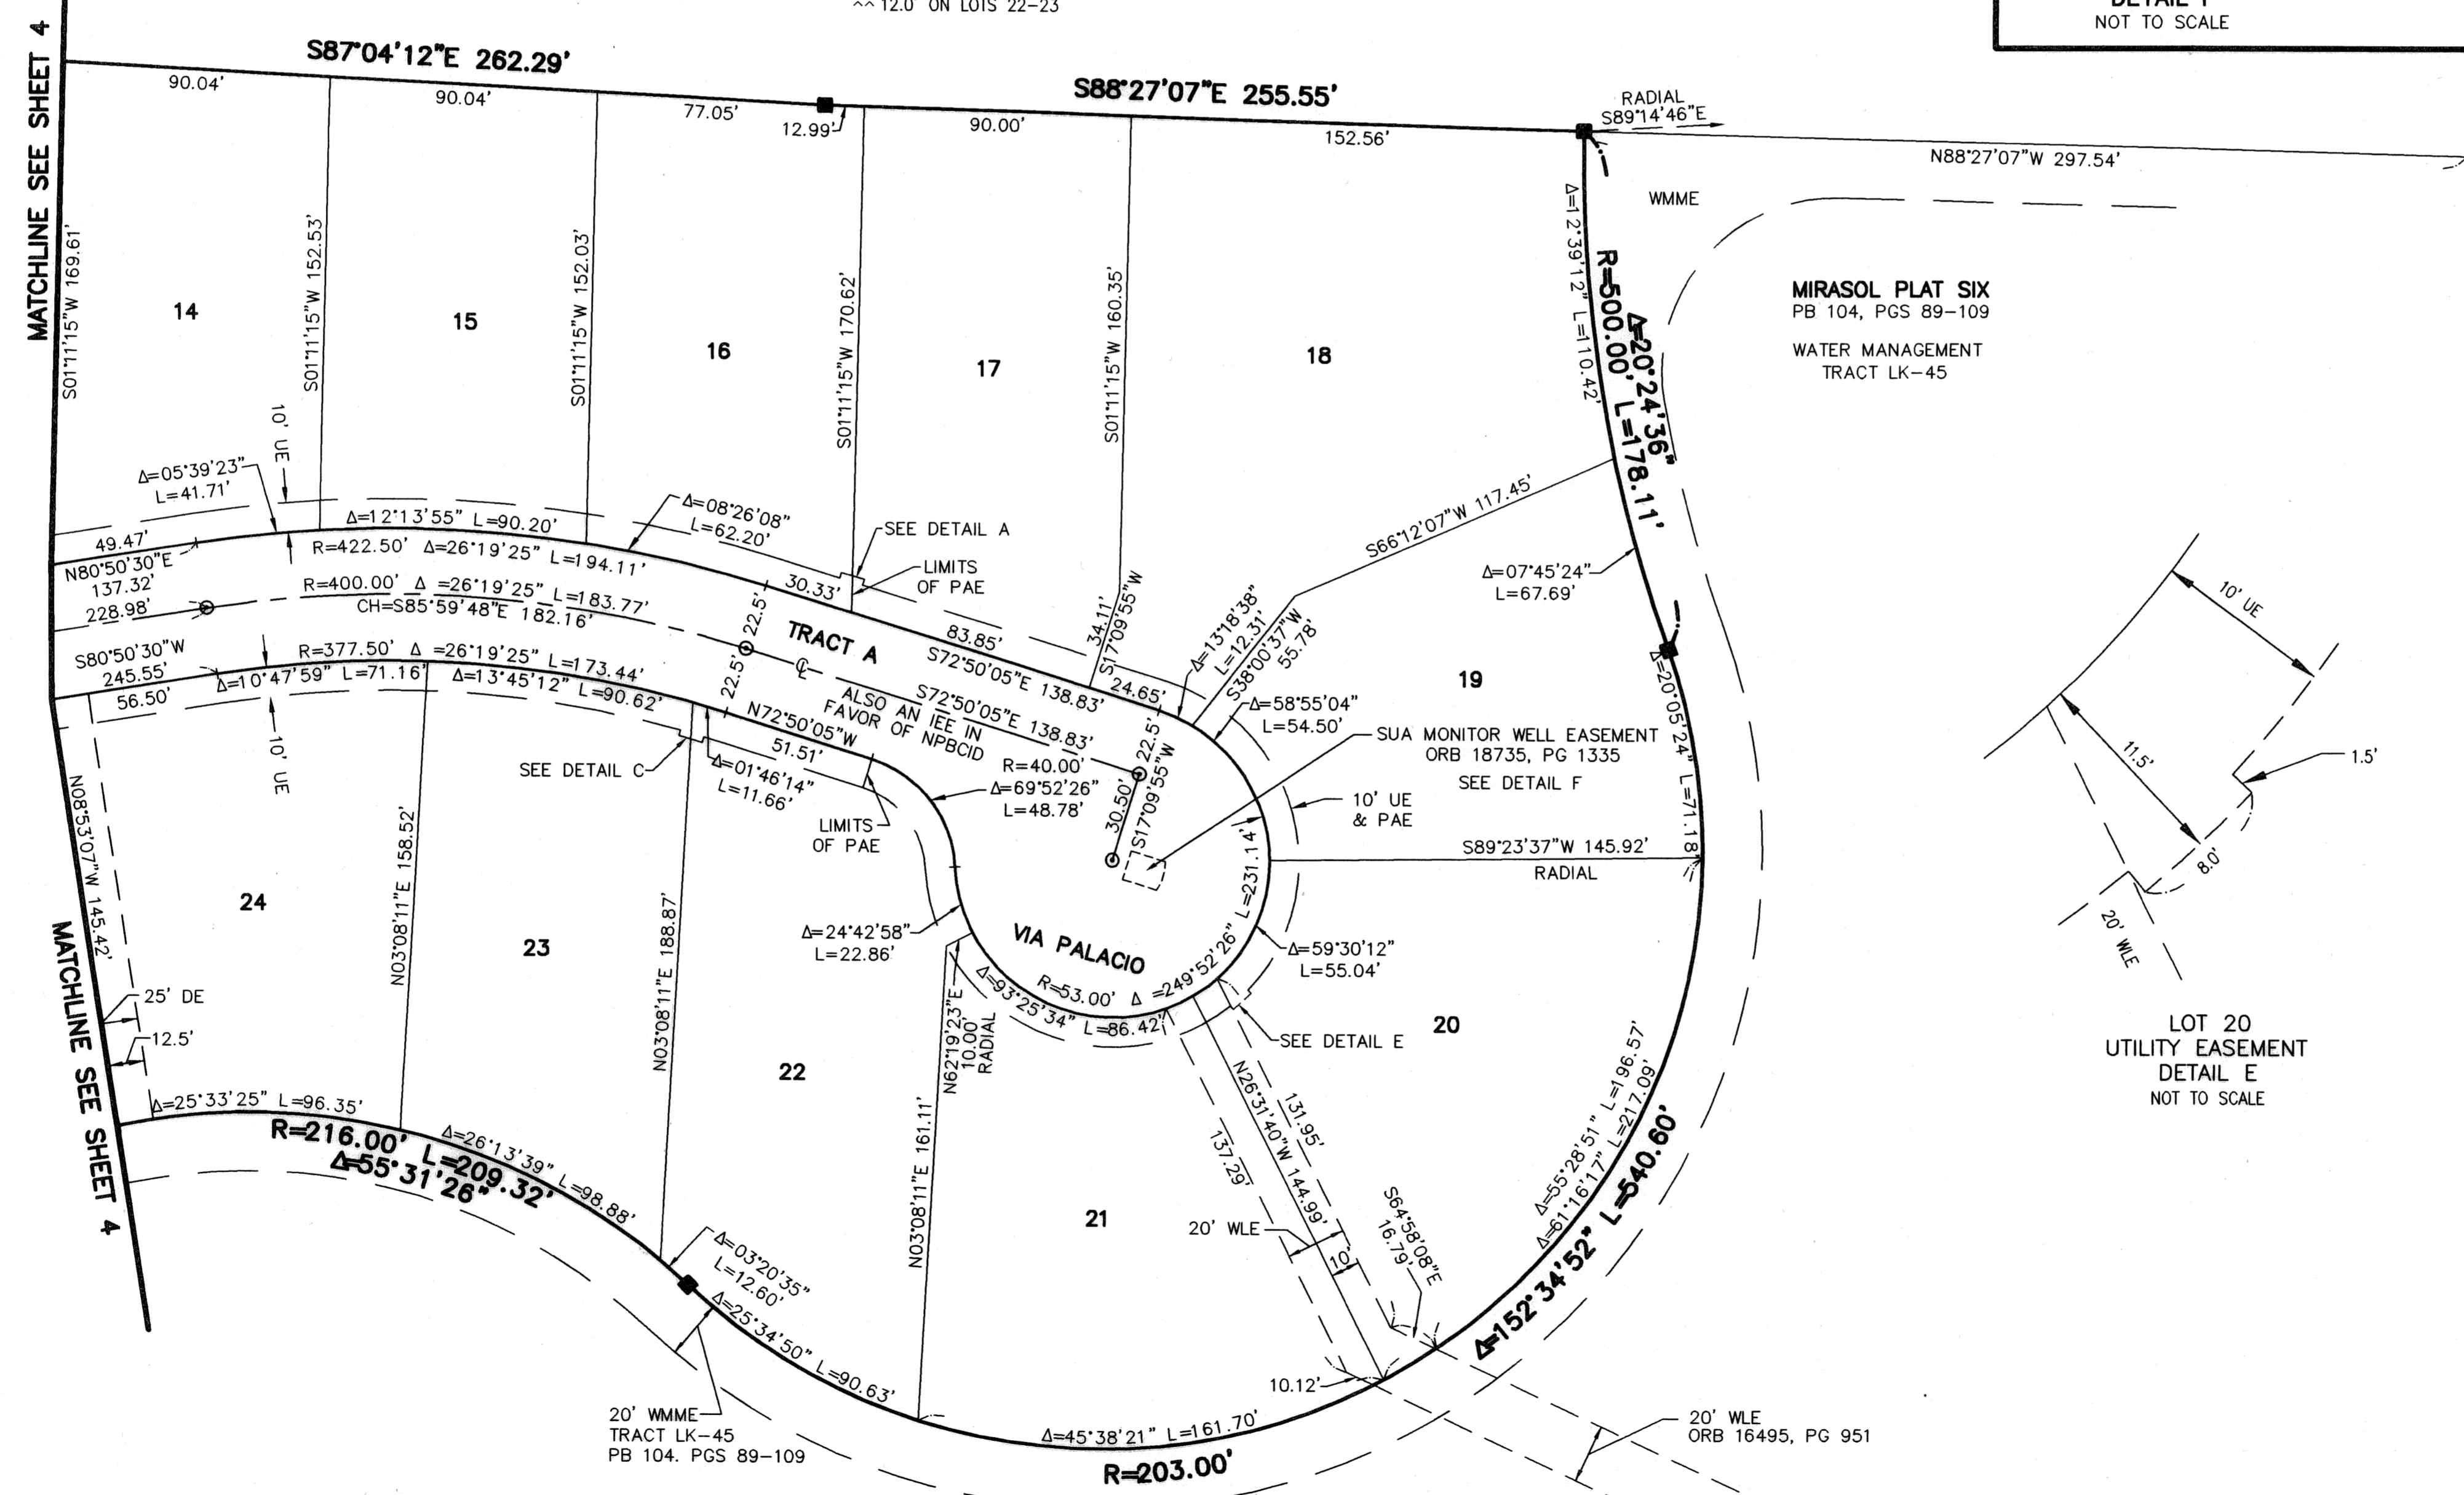 ^^ 12.0' ON LOTS 22-23
NOT TO SCALE
MATCHLINE SEE SHEET 4
S87°04'12"E 262.29'
90.04'
90.04'
77.05'
12.99'
S88°27'07"E 255.55'
90.00'
152.56'
RADIAL
S89°14'46"E
N88°27'07"W 297.54'
WMME
MIRASOL PLAT SIX
PB 104, PGS 89-109
WATER MANAGEMENT
TRACT LK-45
S01°11'15"W 169.61'
14
S01°11'15"W 152.53'
15
S01°11'15"W 152.03'
16
S01°11'15"W 170.62'
17
S01°11'15"W 160.35'
18
Δ=12°39'12" L=110.42'
R=500.00' L=178.11'
Δ=20°24'36"
10' UE
Δ=05°39'23"
L=41.71'
49.47'
N80°50'30"E
137.32'
228.98'
Δ=12°13'55" L=90.20'
R=422.50' Δ=26°19'25" L=194.11'
R=400.00' Δ =26°19'25" L=183.77'
CH=S85°59'48"E 182.16'
Δ=08°26'08"
L=62.20'
SEE DETAIL A
LIMITS
OF PAE
30.33'
22.5'
22.5'
TRACT A
83.85'
S72°50'05"E 138.83'
34.11'
S17°09'55"W
24.65'
Δ=13°18'38"
L=12.31'
S38°00'37"W
55.78'
S66°12'07"W 117.45'
Δ=07°45'24"
L=67.69'
19
S80°50'30"W
245.55'
56.50'
R=377.50' Δ =26°19'25" L=173.44'
Δ=10°47'59" L=71.16'
Δ=13°45'12" L=90.62'
10' UE
SEE DETAIL C
Δ=01°46'14"
L=11.66'
N72°50'05"W
51.51'
ALSO AN IEE IN
FAVOR OF NPBCID
S72°50'05"E 138.83'
22.5'
R=40.00'
Δ=69°52'26"
L=48.78'
30.50'
S17°09'55"W
LIMITS
OF PAE
Δ=58°55'04"
L=54.50'
SUA MONITOR WELL EASEMENT
ORB 18735, PG 1335
SEE DETAIL F
10' UE
& PAE
S89°23'37"W 145.92'
RADIAL
Δ=20°05'24" L=71.18'
N08°53'07"W 145.42'
MATCHLINE SEE SHEET 4
24
N03°08'11"E 158.52'
23
N03°08'11"E 188.87'
22
Δ=24°42'58"
L=22.86'
VIA PALACIO
R=53.00' Δ =249°52'26" L=231.14'
Δ=93°25'34" L=86.42'
N62°19'23"E
10.00'
RADIAL
Δ=59°30'12"
L=55.04'
SEE DETAIL E
20
25' DE
12.5'
Δ=25°33'25" L=96.35'
R=216.00' L=209.32'
Δ=55°31'26"
Δ=26°13'39" L=98.88'
Δ=03°20'35"
L=12.60'
Δ=25°34'50" L=90.63'
N03°08'11"E 161.11'
21
137.29'
N26°31'40"W 144.99'
131.95'
20' WLE
10'
S64°58'08"E
16.79'
Δ=55°28'51" L=196.57'
Δ=61°16'17" L=217.09'
Δ=152°34'52" L=540.60'
10.12'
Δ=45°38'21" L=161.70'
R=203.00'
20' WMME
TRACT LK-45
PB 104. PGS 89-109
20' WLE
ORB 16495, PG 951
10' UE
11.5'
1.5'
8.0'
20' WLE
LOT 20
UTILITY EASEMENT
DETAIL E
NOT TO SCALE